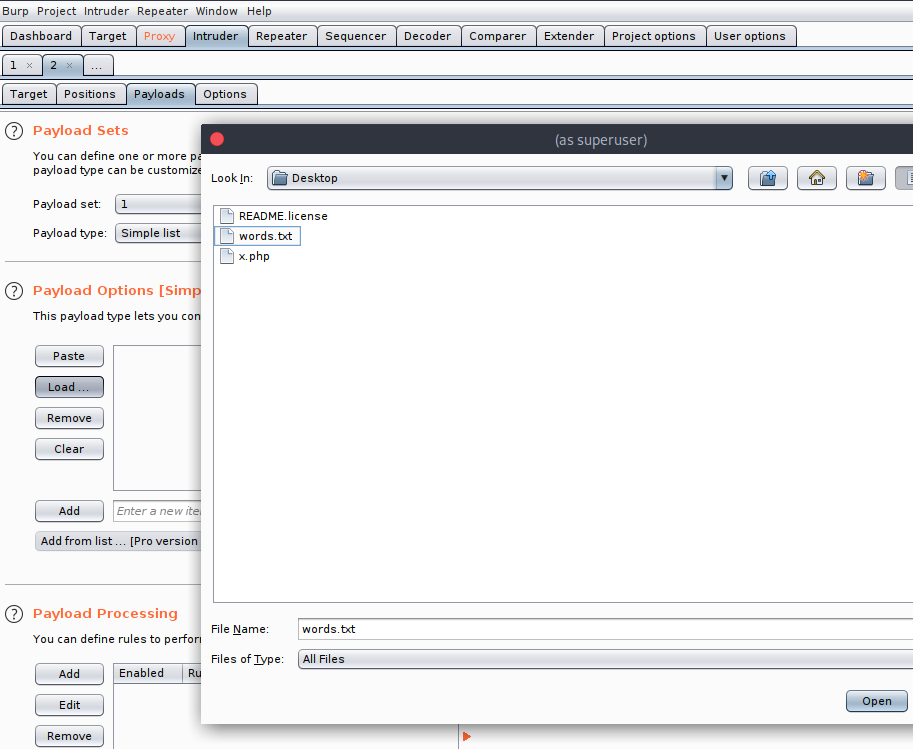 Burp Project Intruder Repeater Window Help
Dashboard Target Proxy Intruder Repeater Sequencer Decoder Comparer Extender Project options User options
1 × 2 × ...
Target Positions Payloads Options
? Payload Sets
You can define one or more pa
payload type can be customize
Payload set: 1
Payload type: Simple list
? Payload Options [Simp
This payload type lets you con
Paste
Load ...
Remove
Clear
Add Enter a new ite
Add from list ... [Pro version
? Payload Processing
You can define rules to perfor
Add Enabled Ru
Edit
Remove
(as superuser)
Look In: Desktop
README.license
words.txt
x.php
File Name: words.txt
Files of Type: All Files
Open